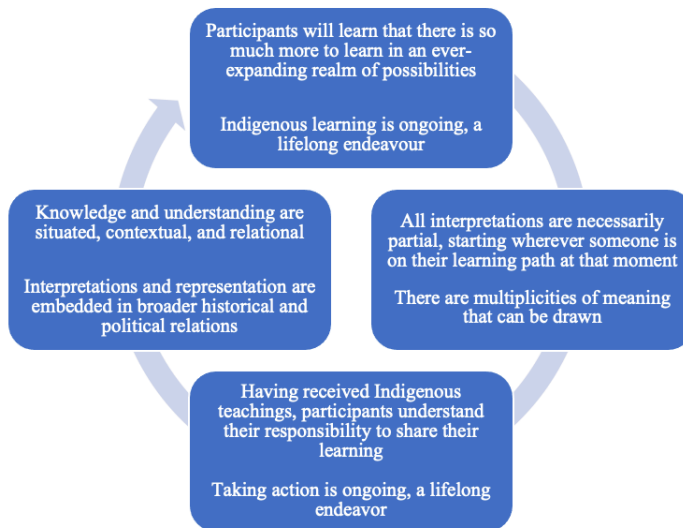 Participants will learn that there is so
much more to learn in an ever-
expanding realm of possibilities
Indigenous learning is ongoing, a
lifelong endeavour
All interpretations are necessarily
partial, starting wherever someone is
on their learning path at that moment
There are multiplicities of meaning
that can be drawn
Having received Indigenous
teachings, participants understand
their responsibility to share their
learning
Taking action is ongoing, a lifelong
endeavor
Knowledge and understanding are
situated, contextual, and relational
Interpretations and representation are
embedded in broader historical and
political relations